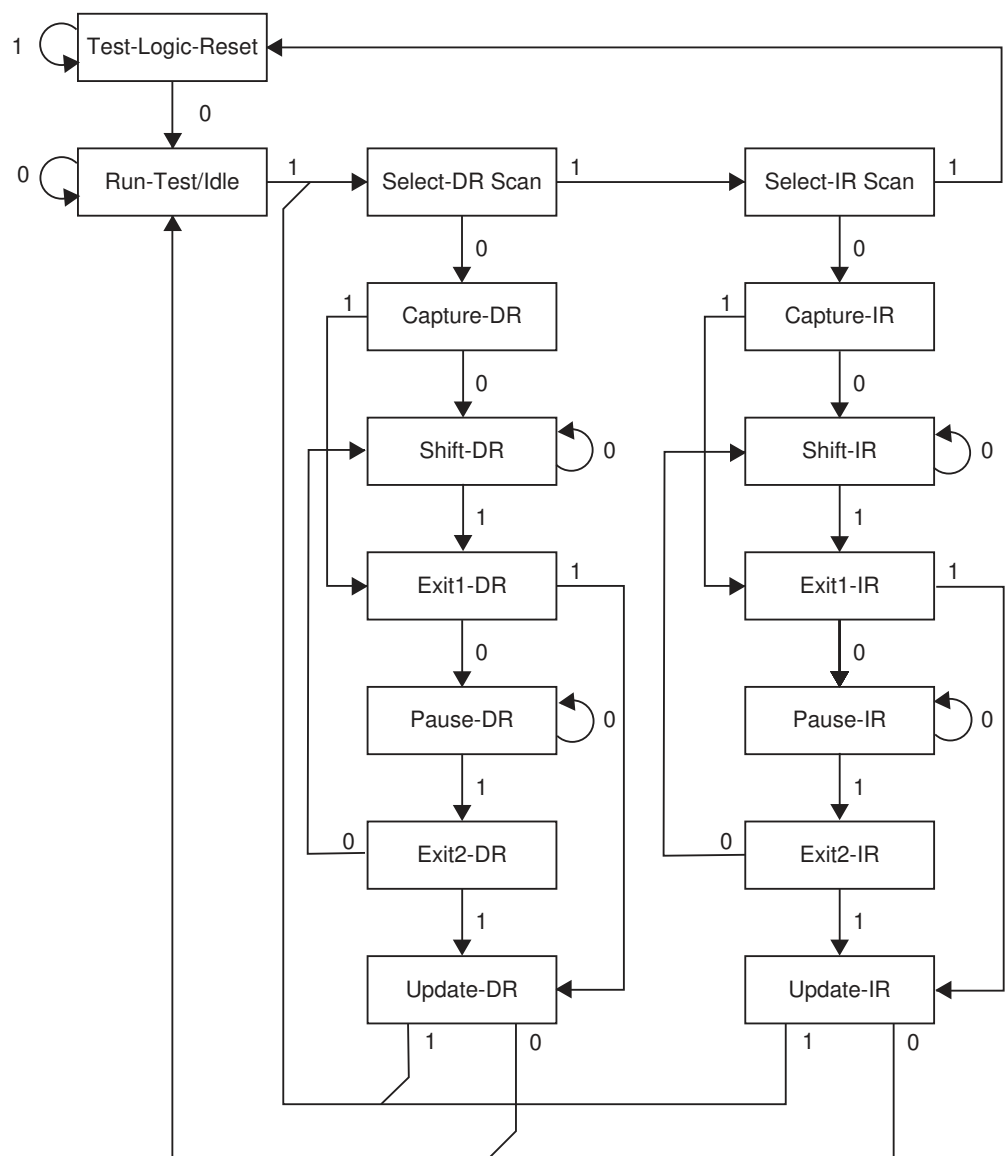 1 Test-Logic-Reset
0
0 Run-Test/Idle 1 Select-DR Scan 1 Select-IR Scan 1
0 0
1 Capture-DR 1 Capture-IR
0 0
Shift-DR 0 Shift-IR 0
1 1
Exit1-DR 1 Exit1-IR 1
0 0
Pause-DR 0 Pause-IR 0
1 1
0 Exit2-DR 0 Exit2-IR
1 1
Update-DR Update-IR
1 0 1 0